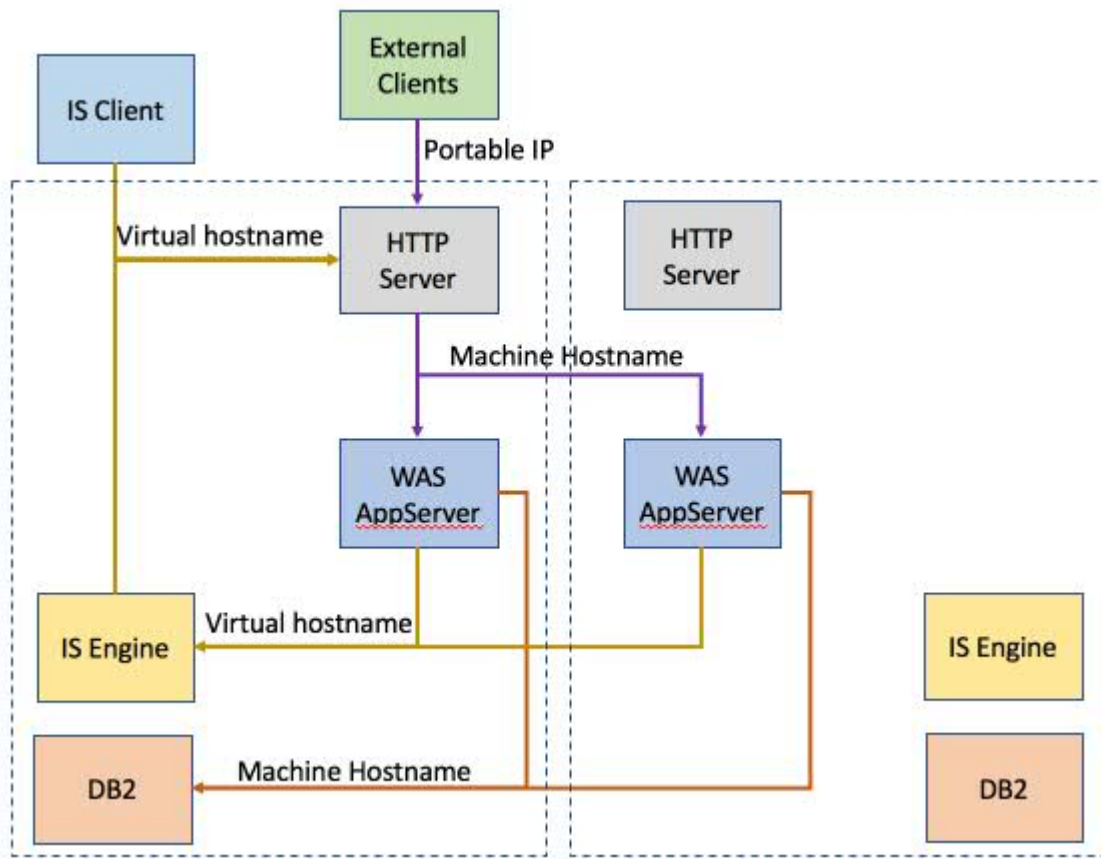 External
Clients
IS Client
Portable IP
Virtual hostname
HTTP
Server
HTTP
Server
Machine Hostname
WAS
AppServer
WAS
AppServer
Virtual hostname
IS Engine
IS Engine
Machine Hostname
DB2
DB2